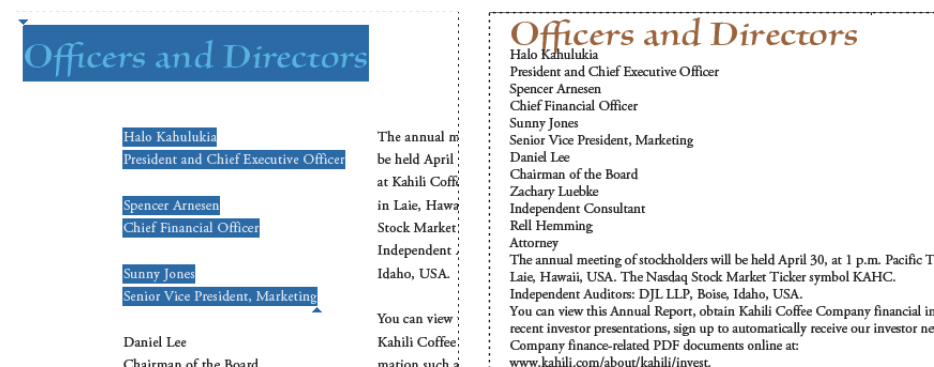 Officers and Directors
Halo Kahulukia
President and Chief Executive Officer
Spencer Arnesen
Chief Financial Officer
Sunny Jones
Senior Vice President, Marketing
Daniel Lee
Chairman of the Board
The annual m
be held April
at Kahili Coff
in Laie, Hawa
Stock Market
Independent
Idaho, USA.
You can view
Kahili Coffee
mation such a
Officers and Directors
Halo Kahulukia
President and Chief Executive Officer
Spencer Arnesen
Chief Financial Officer
Sunny Jones
Senior Vice President, Marketing
Daniel Lee
Chairman of the Board
Zachary Luebke
Independent Consultant
Rell Hemming
Attorney
The annual meeting of stockholders will be held April 30, at 1 p.m. Pacific T
Laie, Hawaii, USA. The Nasdaq Stock Market Ticker symbol KAHC.
Independent Auditors: DJL LLP, Boise, Idaho, USA.
You can view this Annual Report, obtain Kahili Coffee Company financial in
recent investor presentations, sign up to automatically receive our investor ne
Company finance-related PDF documents online at:
www.kahili.com/about/kahili/invest.